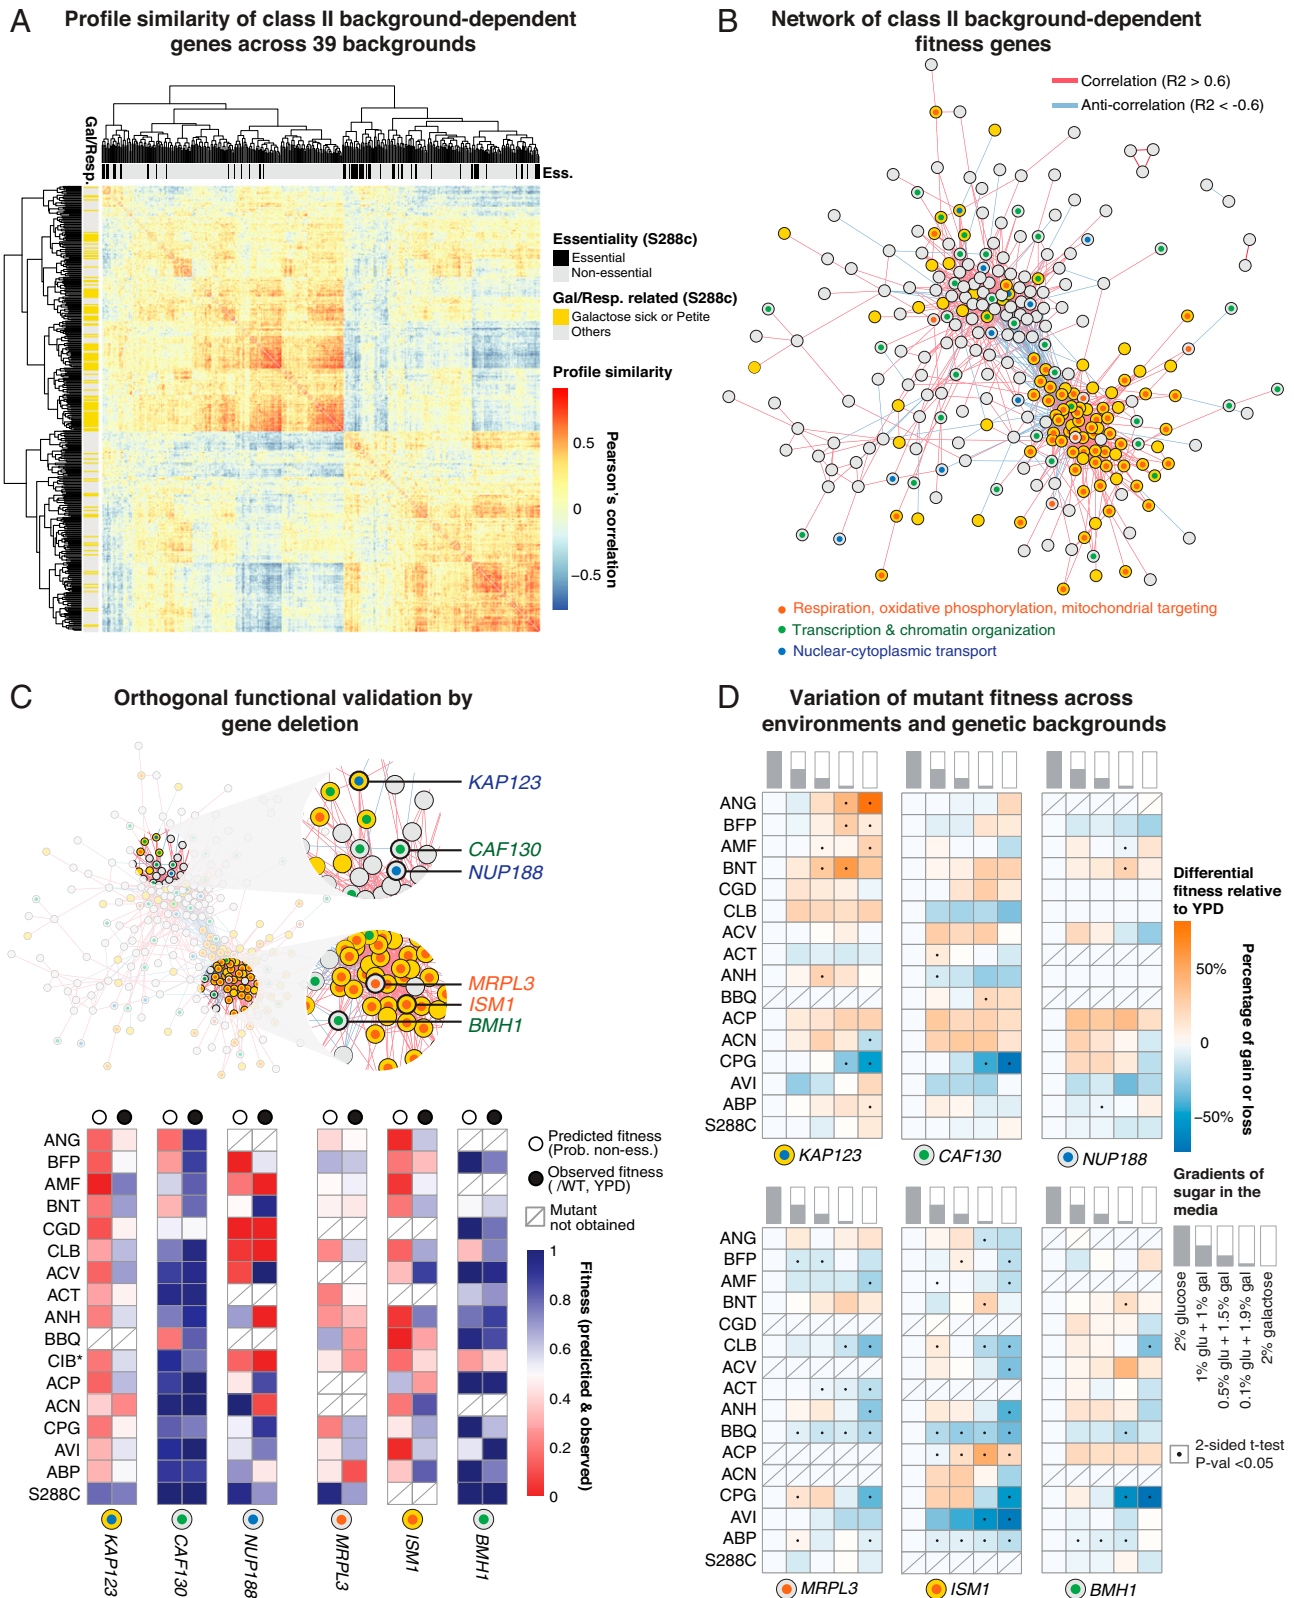 A
Profile similarity of class II background-dependent
genes across 39 backgrounds
Gal/Resp.
Ess.
Essentiality (S288c)
Essential
Non-essential
Gal/Resp. related (S288c)
Galactose sick or Petite
Others
Profile similarity
0.5
0
−0.5
Pearson's correlation
B
Network of class II background-dependent
fitness genes
Correlation (R2 > 0.6)
Anti-correlation (R2 < -0.6)
Respiration, oxidative phosphorylation, mitochondrial targeting
Transcription & chromatin organization
Nuclear-cytoplasmic transport
C
Orthogonal functional validation by
gene deletion
KAP123
CAF130
NUP188
MRPL3
ISM1
BMH1
ANG
BFP
AMF
BNT
CGD
CLB
ACV
ACT
ANH
BBQ
CIB*
ACP
ACN
CPG
AVI
ABP
S288C
KAP123
CAF130
NUP188
MRPL3
ISM1
BMH1
Predicted fitness
(Prob. non-ess.)
Observed fitness
( /WT, YPD)
Mutant
not obtained
1
0.8
0.6
0.4
0.2
0
Fitness (predictied & observed)
D
Variation of mutant fitness across
environments and genetic backgrounds
ANG
BFP
AMF
BNT
CGD
CLB
ACV
ACT
ANH
BBQ
ACP
ACN
CPG
AVI
ABP
S288C
KAP123
CAF130
NUP188
ANG
BFP
AMF
BNT
CGD
CLB
ACV
ACT
ANH
BBQ
ACP
ACN
CPG
AVI
ABP
S288C
MRPL3
ISM1
BMH1
Differential
fitness relative
to YPD
50%
0
−50%
Percentage of gain or loss
Gradients of
sugar in the
media
2% glucose
1% glu + 1% gal
0.5% glu + 1.5% gal
0.1% glu + 1.9% gal
2% galactose
2-sided t-test
P-val <0.05